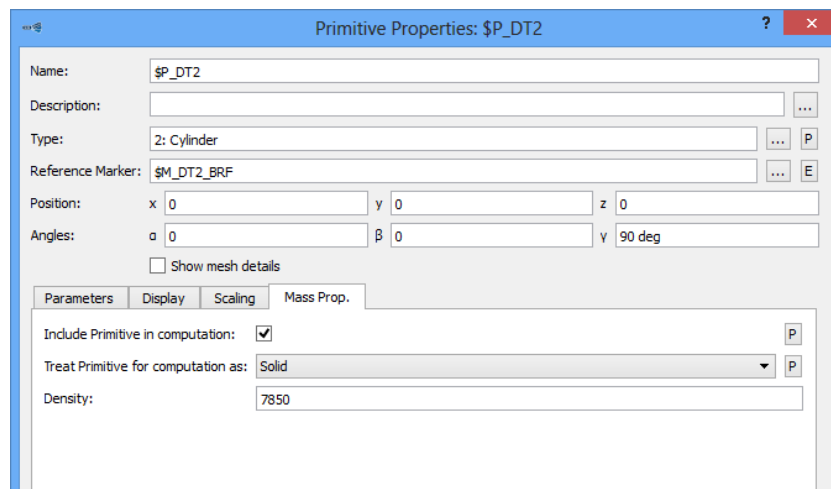 Primitive Properties: $P_DT2 ?
Name: $P_DT2
Description: ...
Type: 2: Cylinder ... P
Reference Marker: $M_DT2_BRF ... E
Position: x 0 y 0 z 0
Angles: α 0 β 0 γ 90 deg
Show mesh details
Parameters Display Scaling Mass Prop.
Include Primitive in computation: P
Treat Primitive for computation as: Solid P
Density: 7850